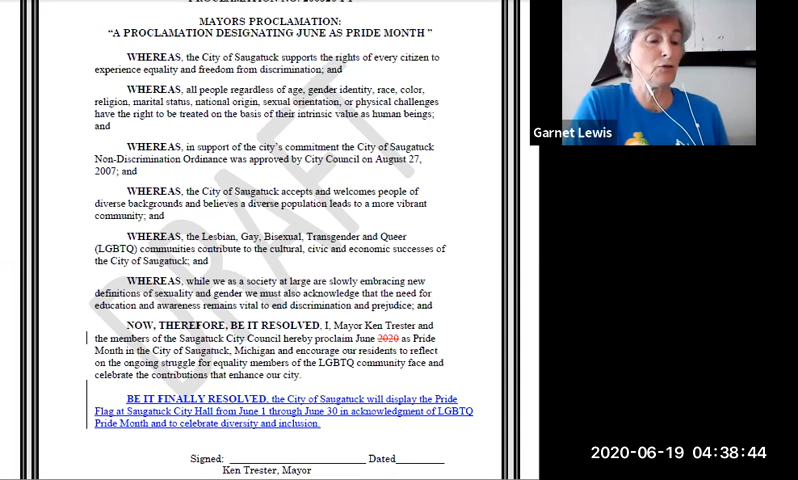 MAYORS PROCLAMATION:
“A PROCLAMATION DESIGNATING JUNE AS PRIDE MONTH ”
WHEREAS, the City of Saugatuck supports the rights of every citizen to
experience equality and freedom from discrimination; and
WHEREAS, all people regardless of age, gender identity, race, color,
religion, marital status, national origin, sexual orientation, or physical challenges
have the right to be treated on the basis of their intrinsic value as human beings;
and
WHEREAS, in support of the city’s commitment the City of Saugatuck
Non-Discrimination Ordinance was approved by City Council on August 27,
2007; and
WHEREAS, the City of Saugatuck accepts and welcomes people of
diverse backgrounds and believes a diverse population leads to a more vibrant
community; and
WHEREAS, the Lesbian, Gay, Bisexual, Transgender and Queer
(LGBTQ) communities contribute to the cultural, civic and economic successes of
the City of Saugatuck; and
WHEREAS, while we as a society at large are slowly embracing new
definitions of sexuality and gender we must also acknowledge that the need for
education and awareness remains vital to end discrimination and prejudice; and
NOW, THEREFORE, BE IT RESOLVED, I, Mayor Ken Trester and
the members of the Saugatuck City Council hereby proclaim June 2020 as Pride
Month in the City of Saugatuck, Michigan and encourage our residents to reflect
on the ongoing struggle for equality members of the LGBTQ community face and
celebrate the contributions that enhance our city.
BE IT FINALLY RESOLVED, the City of Saugatuck will display the Pride
Flag at Saugatuck City Hall from June 1 through June 30 in acknowledgment of LGBTQ
Pride Month and to celebrate diversity and inclusion.
Signed: Dated
Ken Trester, Mayor
DRAFT
Garnet Lewis
2020-06-19 04:38:44